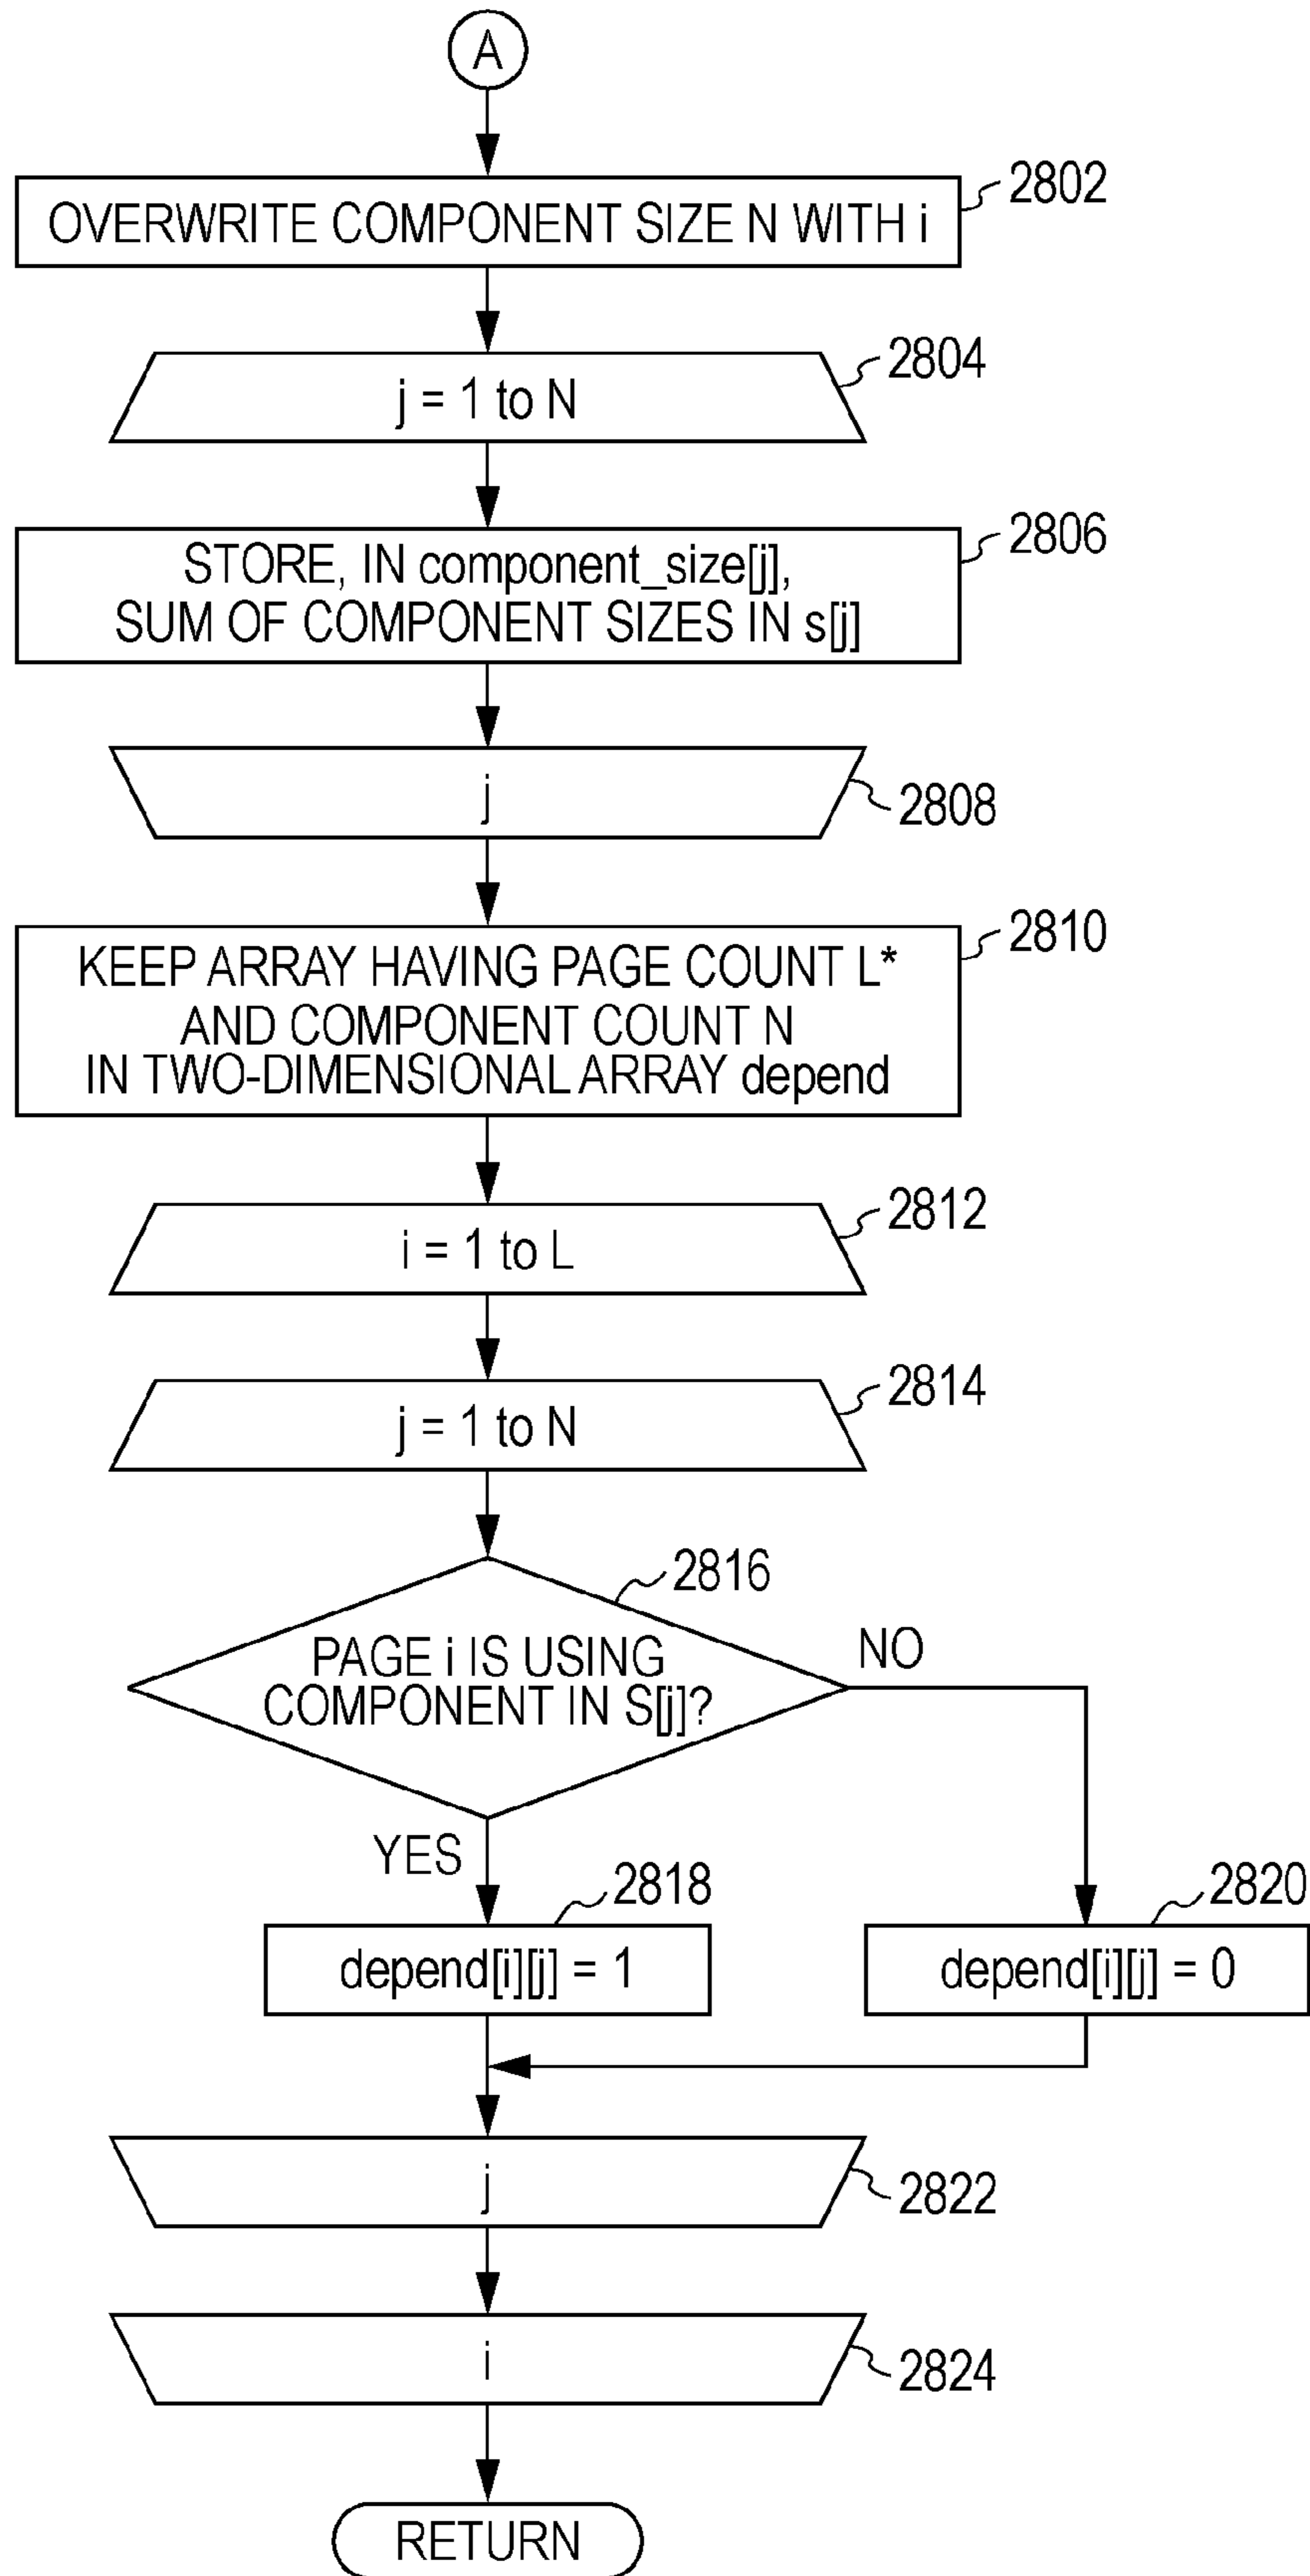 A
2802
OVERWRITE COMPONENT SIZE N WITH i
2804
j = 1 to N
2806
STORE, IN component_size[j],
SUM OF COMPONENT SIZES IN s[j]
j
2808
2810
KEEP ARRAY HAVING PAGE COUNT L*
AND COMPONENT COUNT N
IN TWO-DIMENSIONAL ARRAY depend
2812
i = 1 to L
2814
j = 1 to N
2816
PAGE i IS USING
COMPONENT IN S[j]?
NO
YES
2818
2820
depend[i][j] = 1
depend[i][j] = 0
j
2822
i
2824
RETURN